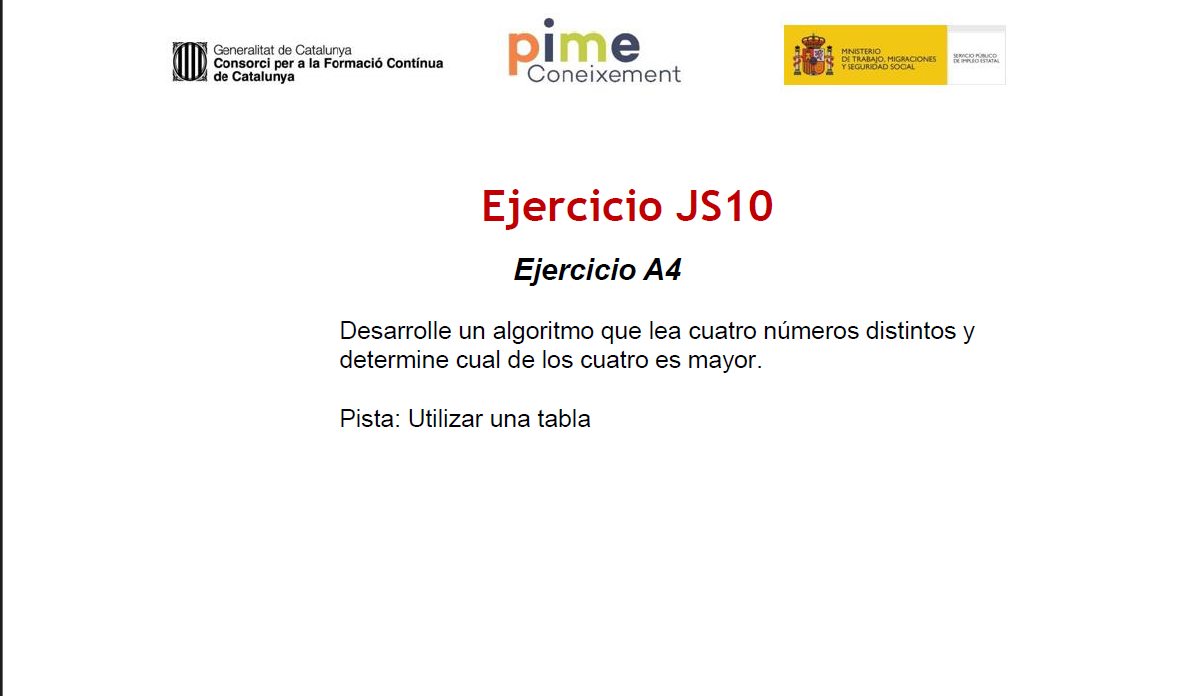 Generalitat de Catalunya
Consorci per a la Formació Contínua
de Catalunya
pime
Coneixement
MINISTERIO
DE TRABAJO, MIGRACIONES
Y SEGURIDAD SOCIAL
SERVICIO PÚBLICO
DE EMPLEO ESTATAL
Ejercicio JS10
Ejercicio A4
Desarrolle un algoritmo que lea cuatro números distintos y
determine cual de los cuatro es mayor.
Pista: Utilizar una tabla